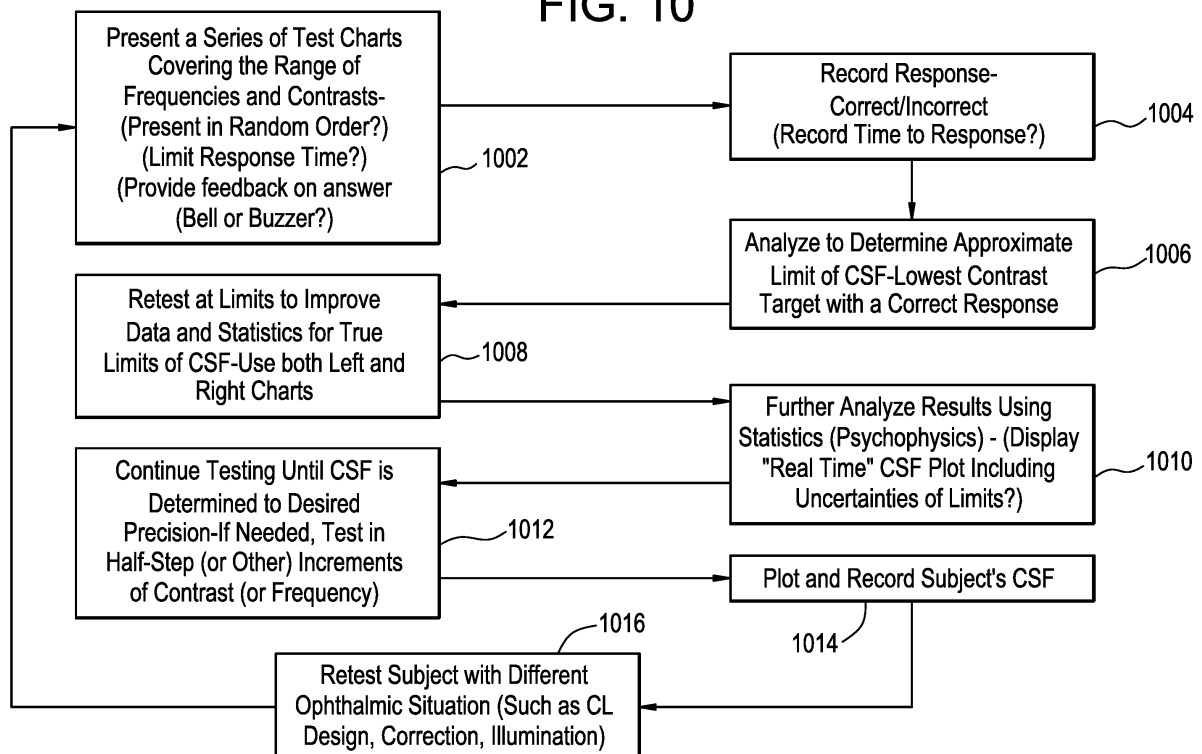 FIG. 10
Present a Series of Test Charts
Covering the Range of
Frequencies and Contrasts-
(Present in Random Order?)
(Limit Response Time?)
(Provide feedback on answer
(Bell or Buzzer?)
1002
Record Response-
Correct/Incorrect
(Record Time to Response?)
1004
Analyze to Determine Approximate
Limit of CSF-Lowest Contrast
Target with a Correct Response
1006
Retest at Limits to Improve
Data and Statistics for True
Limits of CSF-Use both Left and
Right Charts
1008
Further Analyze Results Using
Statistics (Psychophysics) - (Display
"Real Time" CSF Plot Including
Uncertainties of Limits?)
1010
Continue Testing Until CSF is
Determined to Desired
Precision-If Needed, Test in
Half-Step (or Other) Increments
of Contrast (or Frequency)
1012
Plot and Record Subject's CSF
1014
1016
Retest Subject with Different
Ophthalmic Situation (Such as CL
Design, Correction, Illumination)